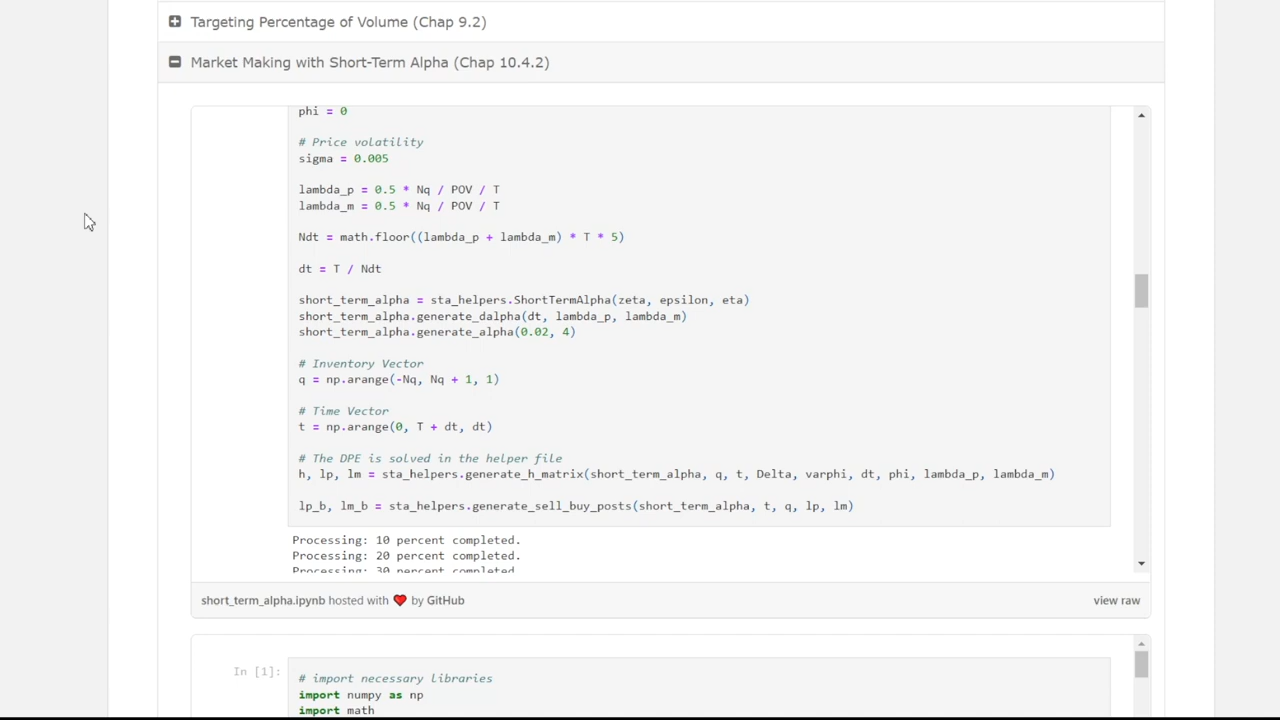 Targeting Percentage of Volume (Chap 9.2)
Market Making with Short-Term Alpha (Chap 10.4.2)
phi = 0
# Price volatility
sigma = 0.005
lambda_p = 0.5 * Nq / POV / T
lambda_m = 0.5 * Nq / POV / T
Ndt = math.floor((lambda_p + lambda_m) * T * 5)
dt = T / Ndt
short_term_alpha = sta_helpers.ShortTermAlpha(zeta, epsilon, eta)
short_term_alpha.generate_dalpha(dt, lambda_p, lambda_m)
short_term_alpha.generate_alpha(0.02, 4)
# Inventory Vector
q = np.arange(-Nq, Nq + 1, 1)
# Time Vector
t = np.arange(0, T + dt, dt)
# The DPE is solved in the helper file
h, lp, lm = sta_helpers.generate_h_matrix(short_term_alpha, q, t, Delta, varphi, dt, phi, lambda_p, lambda_m)
lp_b, lm_b = sta_helpers.generate_sell_buy_posts(short_term_alpha, t, q, lp, lm)
Processing: 10 percent completed.
Processing: 20 percent completed.
Processing: 30 percent completed.
short_term_alpha.ipynb hosted with ❤ by GitHub view raw
In [1]:
# import necessary libraries
import numpy as np
import math